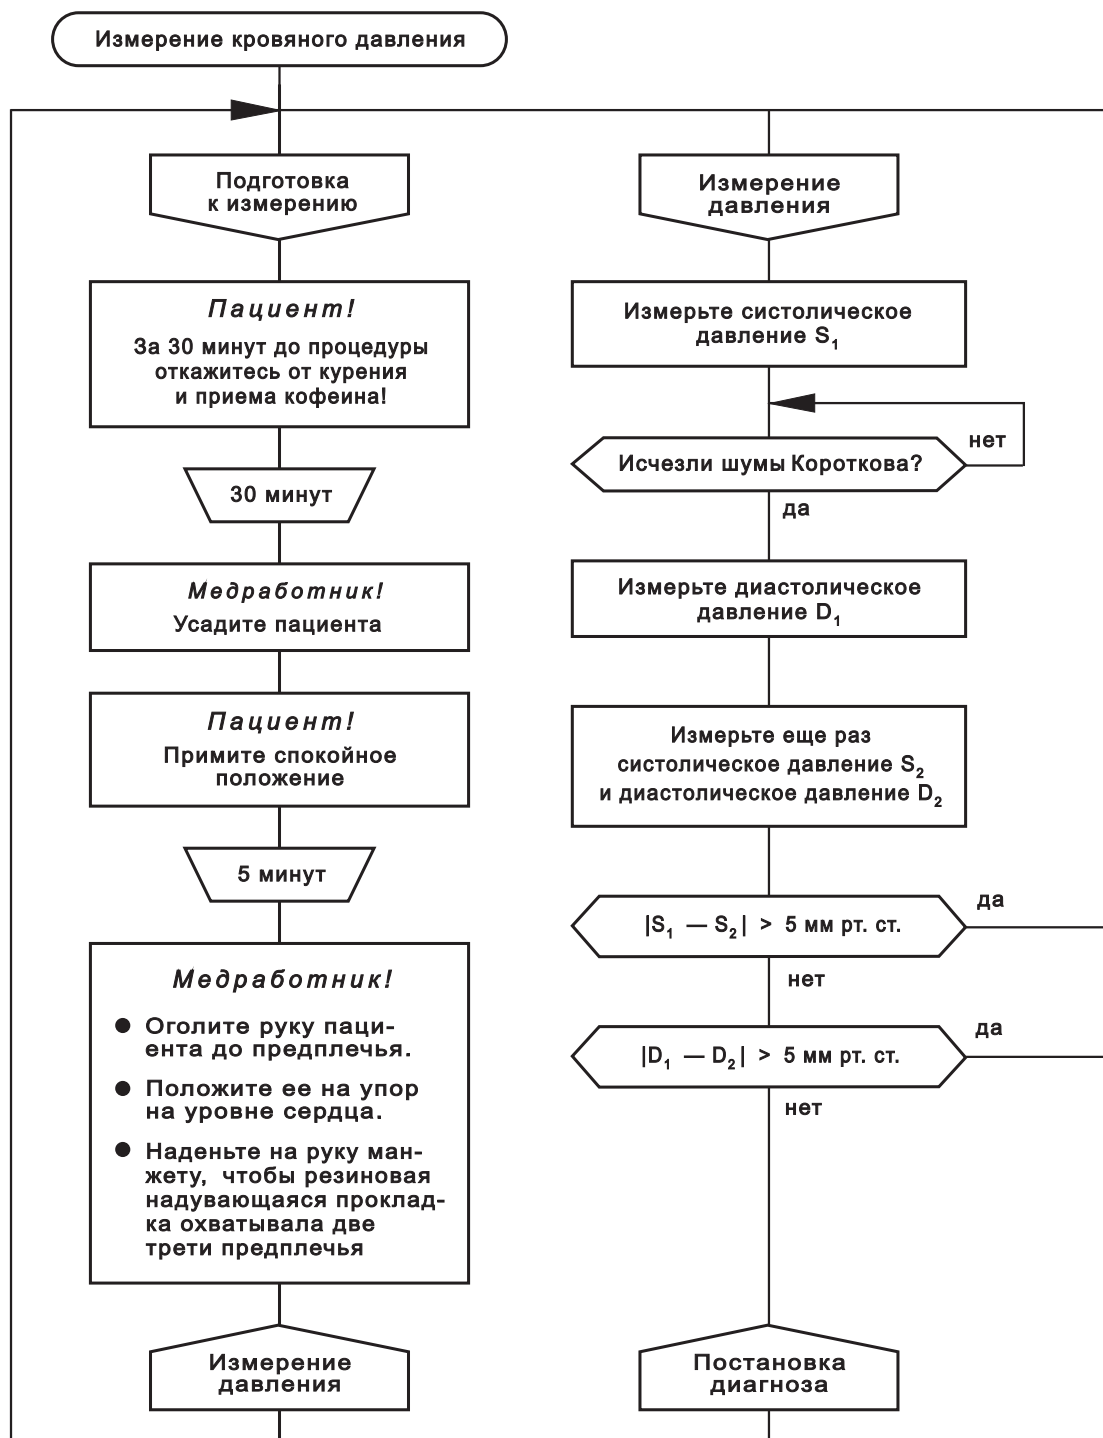 Измерение кровяного давления
Подготовка
к измерению
Пациент!
За 30 минут до процедуры
откажитесь от курения
и приема кофеина!
30 минут
Медработник!
Усадите пациента
Пациент!
Примите спокойное
положение
5 минут
Медработник!
● Оголите руку паци-
ента до предплечья.
● Положите ее на упор
на уровне сердца.
● Наденьте на руку ман-
жету, чтобы резиновая
надувающаяся проклад-
ка охватывала две
трети предплечья
Измерение
давления
Измерение
давления
Измерьте систолическое
давление S₁
Исчезли шумы Короткова?
нет
да
Измерьте диастолическое
давление D₁
Измерьте еще раз
систолическое давление S₂
и диастолическое давление D₂
|S₁ — S₂| > 5 мм рт. ст.
да
нет
|D₁ — D₂| > 5 мм рт. ст.
да
нет
Постановка
диагноза